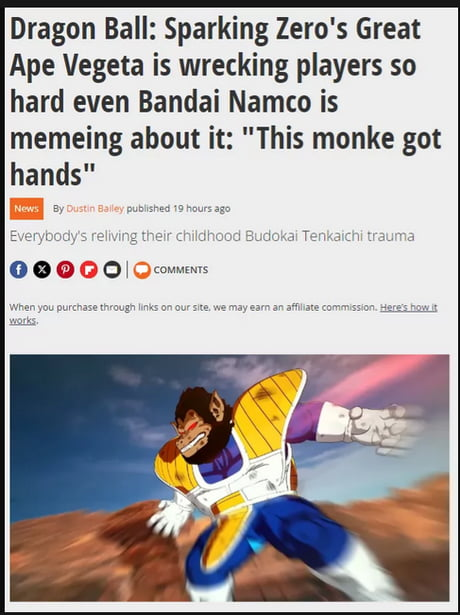 Dragon Ball: Sparking Zero's Great
Ape Vegeta is wrecking players so
hard even Bandai Namco is
memeing about it: "This monke got
hands"
News By Dustin Bailey published 19 hours ago
Everybody's reliving their childhood Budokai Tenkaichi trauma
COMMENTS
When you purchase through links on our site, we may earn an affiliate commission. Here's how it
works.